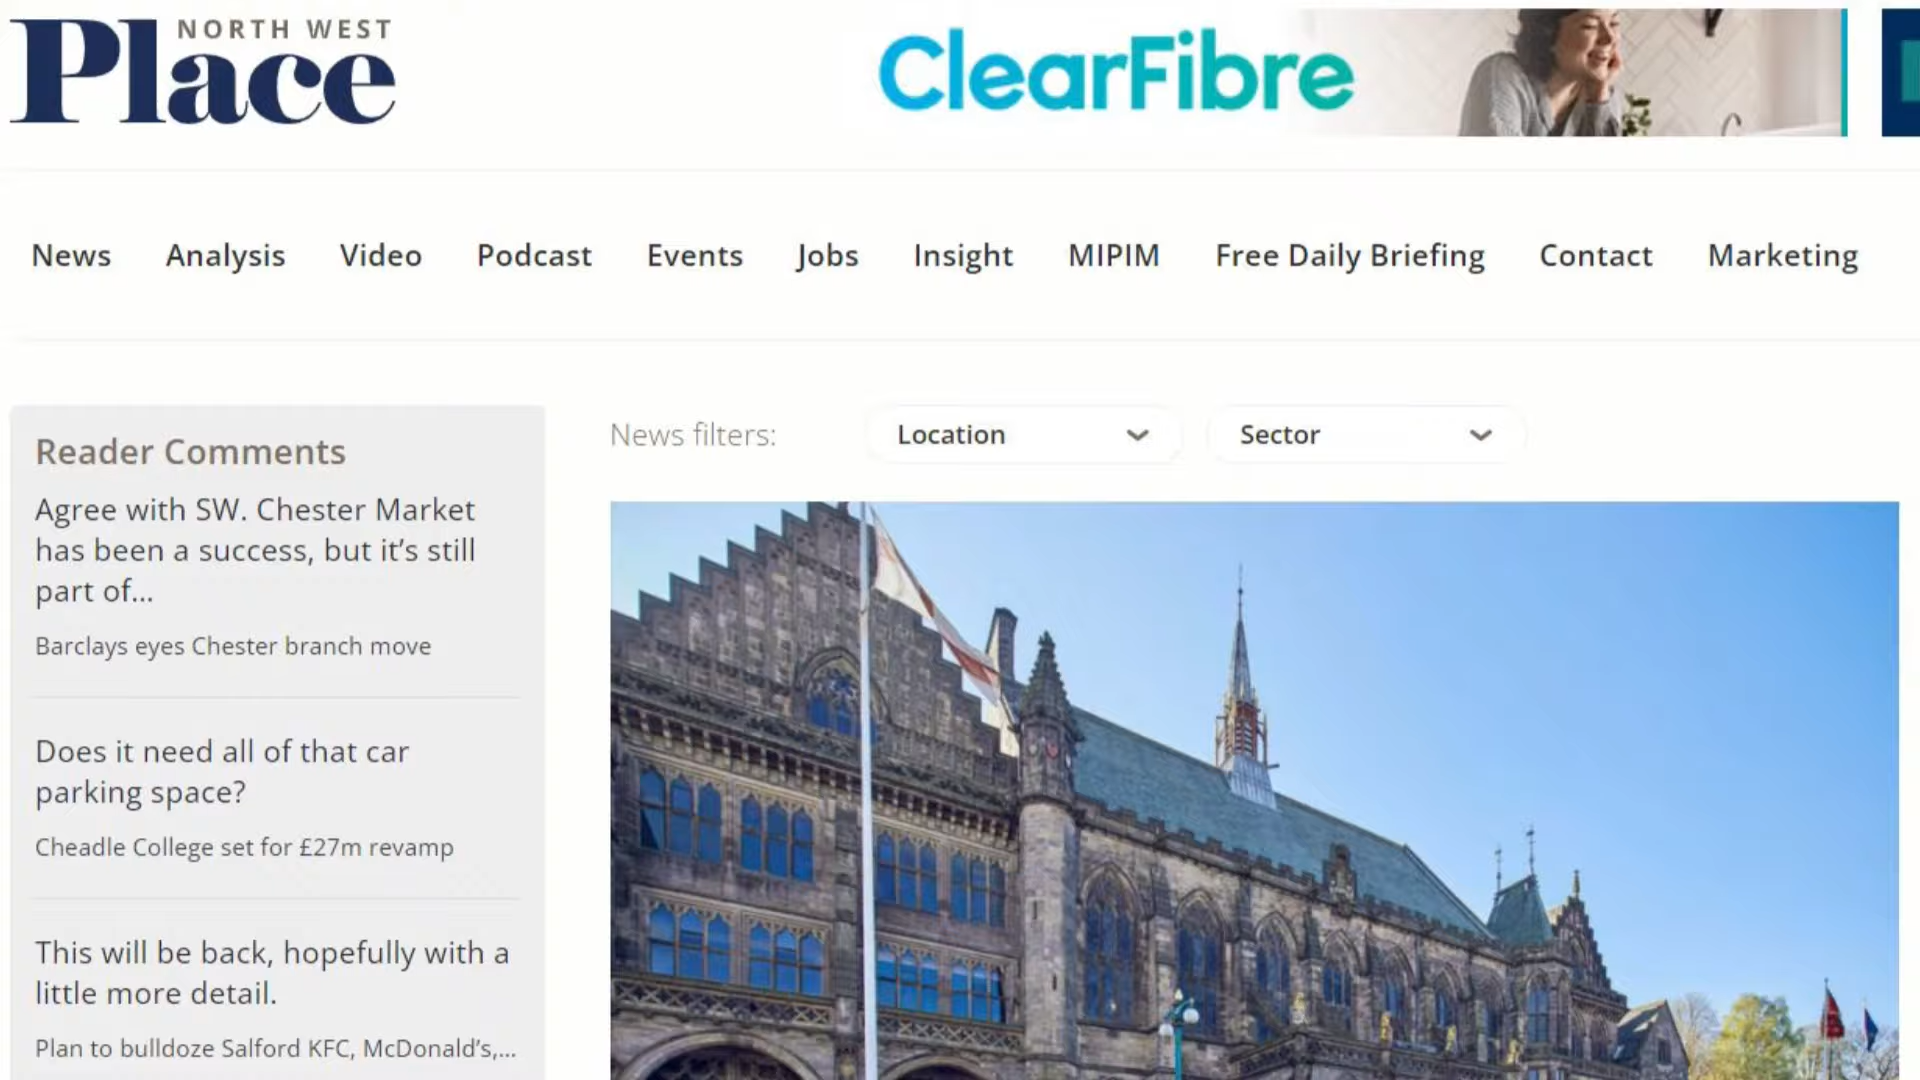 NORTH WEST
Place
ClearFibre
News Analysis Video Podcast Events Jobs Insight MIPIM Free Daily Briefing Contact Marketing
Reader Comments
Agree with SW. Chester Market
has been a success, but it’s still
part of...
Barclays eyes Chester branch move
Does it need all of that car
parking space?
Cheadle College set for £27m revamp
This will be back, hopefully with a
little more detail.
Plan to bulldoze Salford KFC, McDonald’s,...
News filters: Location Sector